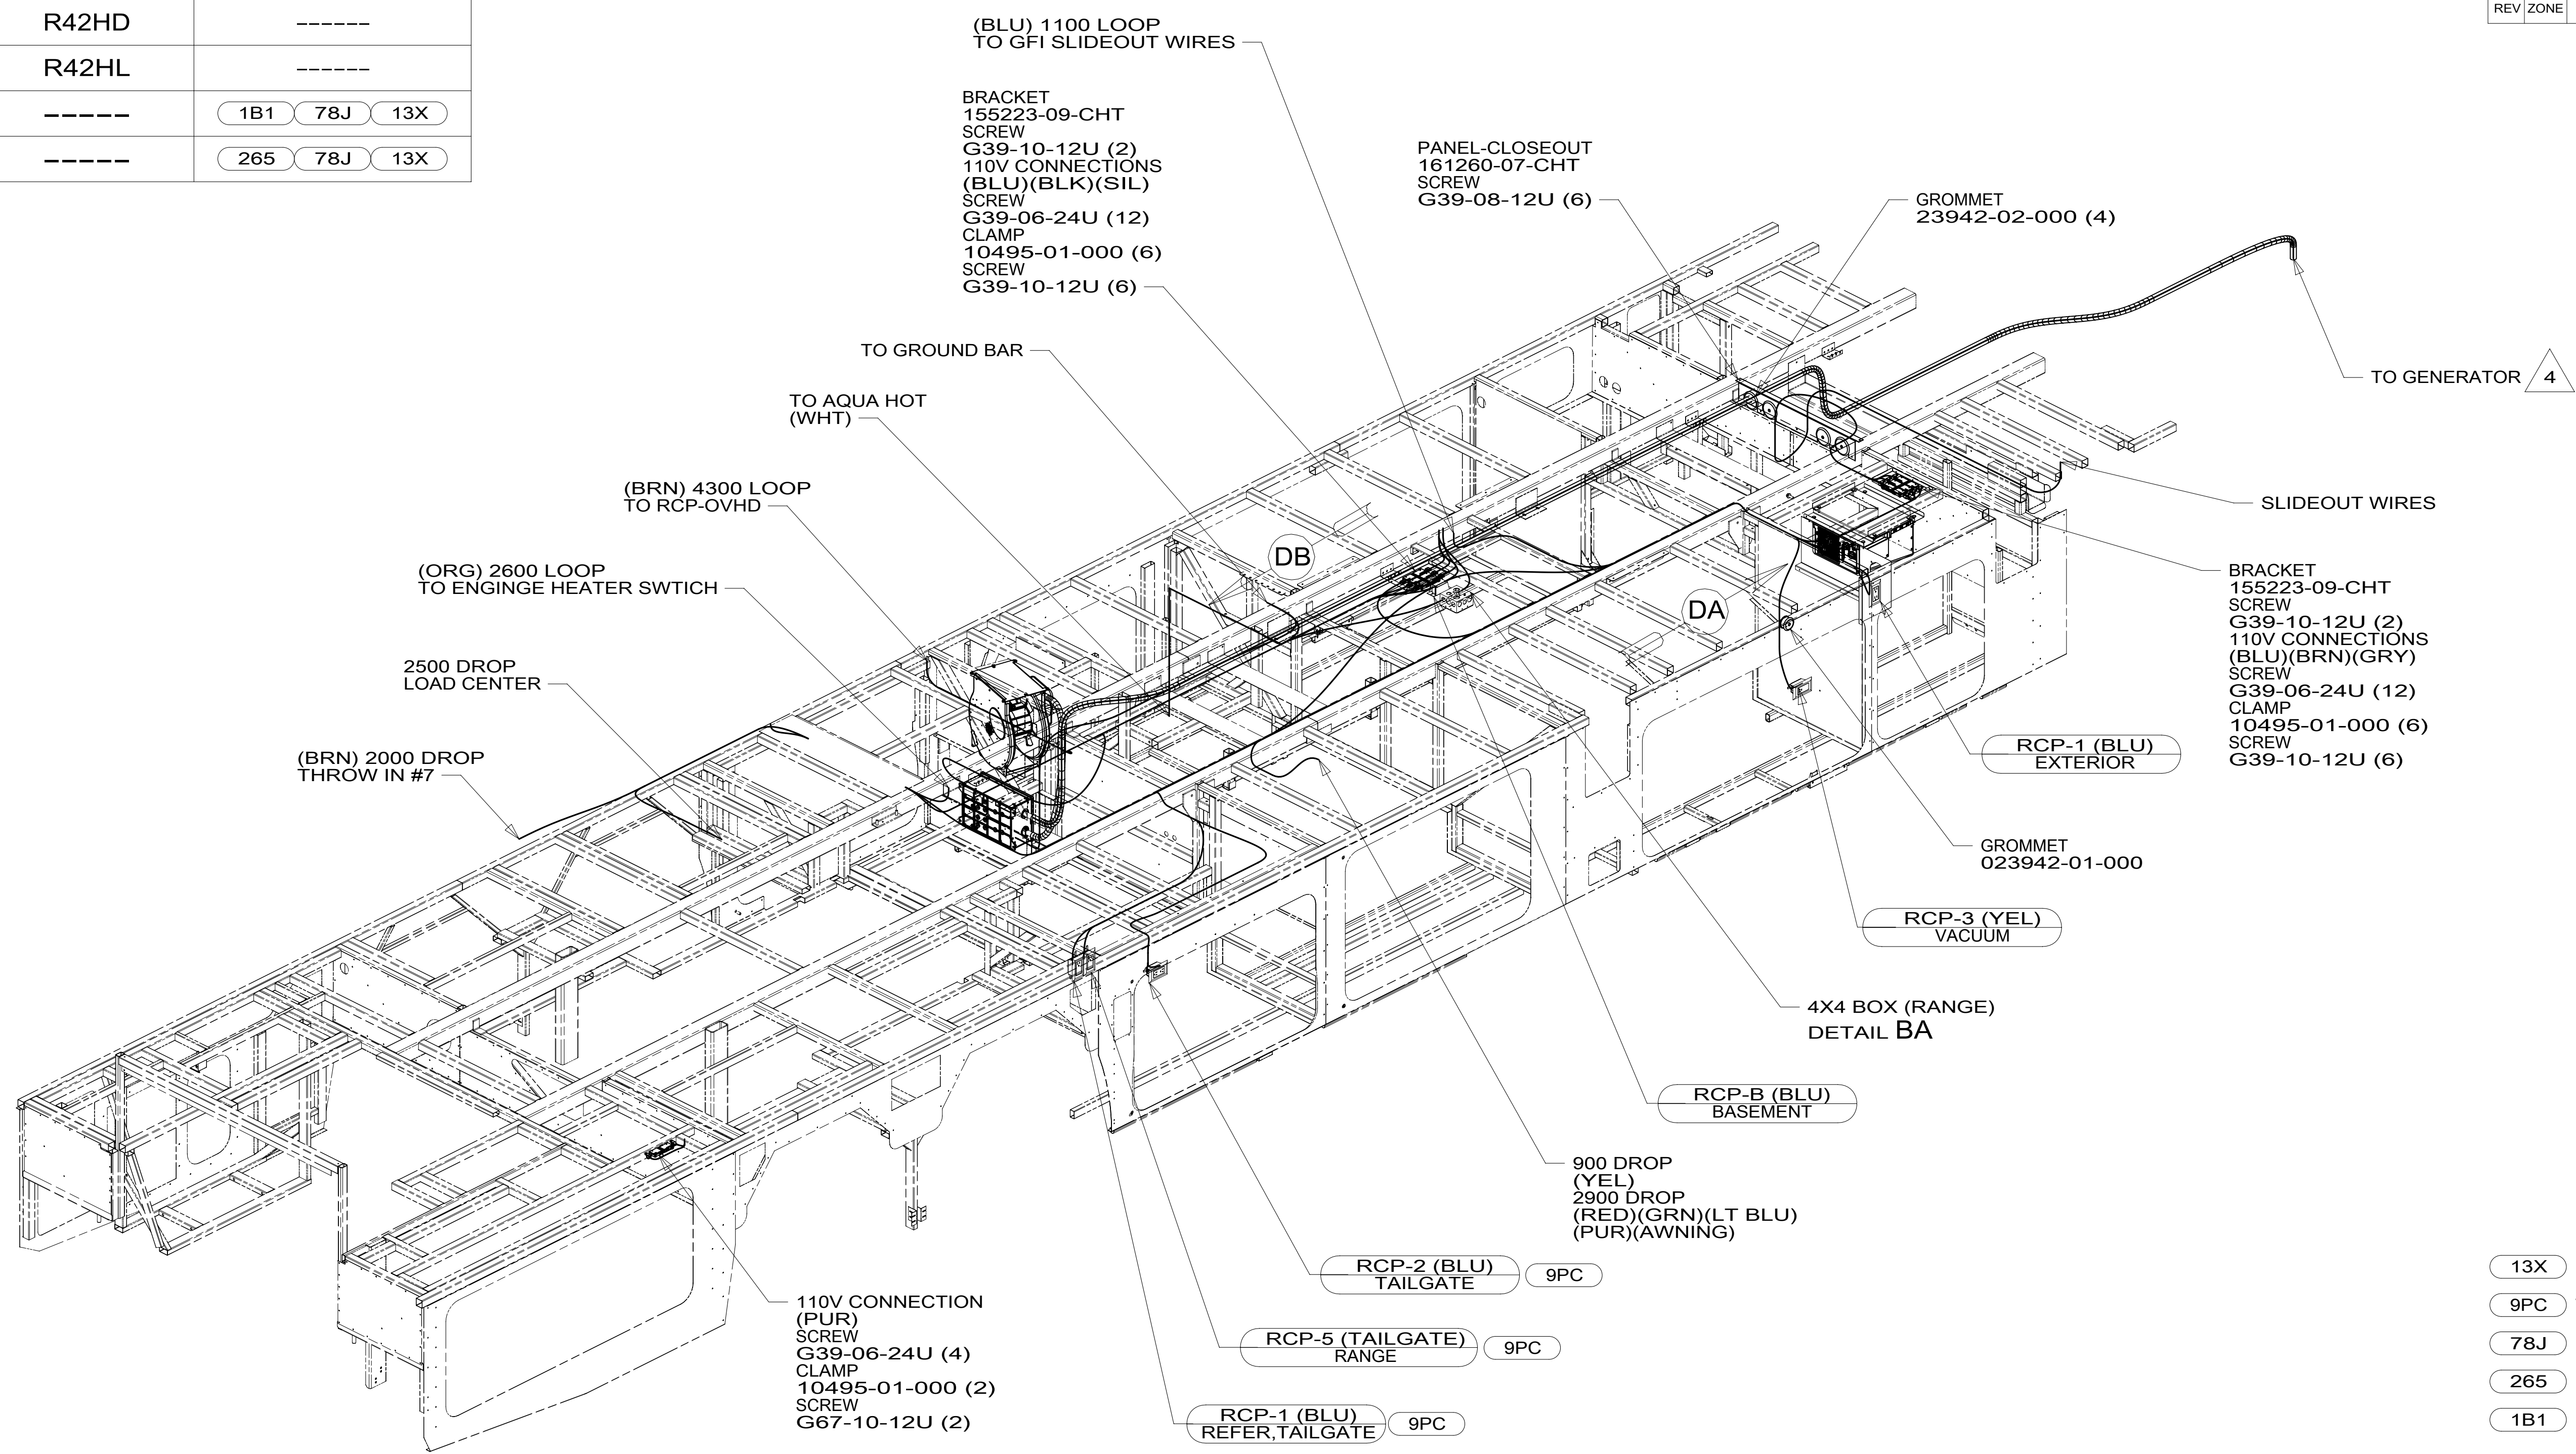 R42HD
------
R42HL
------
-----
1B1 78J 13X
-----
265 78J 13X
REV ZONE
(BLU) 1100 LOOP
TO GFI SLIDEOUT WIRES
BRACKET
155223-09-CHT
SCREW
G39-10-12U (2)
110V CONNECTIONS
(BLU)(BLK)(SIL)
SCREW
G39-06-24U (12)
CLAMP
10495-01-000 (6)
SCREW
G39-10-12U (6)
PANEL-CLOSEOUT
161260-07-CHT
SCREW
G39-08-12U (6)
GROMMET
23942-02-000 (4)
TO GENERATOR 4
TO GROUND BAR
TO AQUA HOT
(WHT)
(BRN) 4300 LOOP
TO RCP-OVHD
SLIDEOUT WIRES
DB
DA
(ORG) 2600 LOOP
TO ENGINGE HEATER SWTICH
2500 DROP
LOAD CENTER
(BRN) 2000 DROP
THROW IN #7
BRACKET
155223-09-CHT
SCREW
G39-10-12U (2)
110V CONNECTIONS
(BLU)(BRN)(GRY)
SCREW
G39-06-24U (12)
CLAMP
10495-01-000 (6)
SCREW
G39-10-12U (6)
RCP-1 (BLU)
EXTERIOR
GROMMET
023942-01-000
RCP-3 (YEL)
VACUUM
4X4 BOX (RANGE)
DETAIL BA
RCP-B (BLU)
BASEMENT
900 DROP
(YEL)
2900 DROP
(RED)(GRN)(LT BLU)
(PUR)(AWNING)
RCP-2 (BLU)
TAILGATE
9PC
RCP-5 (TAILGATE)
RANGE
9PC
RCP-1 (BLU)
REFER,TAILGATE
9PC
110V CONNECTION
(PUR)
SCREW
G39-06-24U (4)
CLAMP
10495-01-000 (2)
SCREW
G67-10-12U (2)
13X
9PC
78J
265
1B1